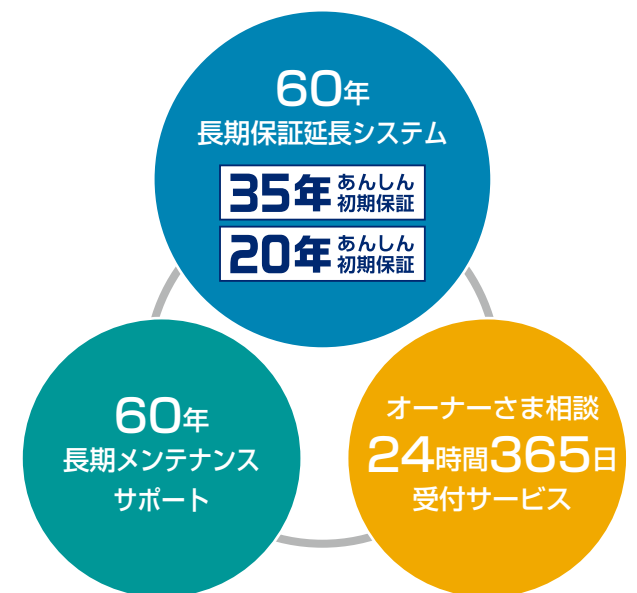 60年
長期保証延長システム
35年 あんしん 初期保証
20年 あんしん 初期保証
60年
長期メンテナンス
サポート
オーナーさま相談
24時間365日
受付サービス